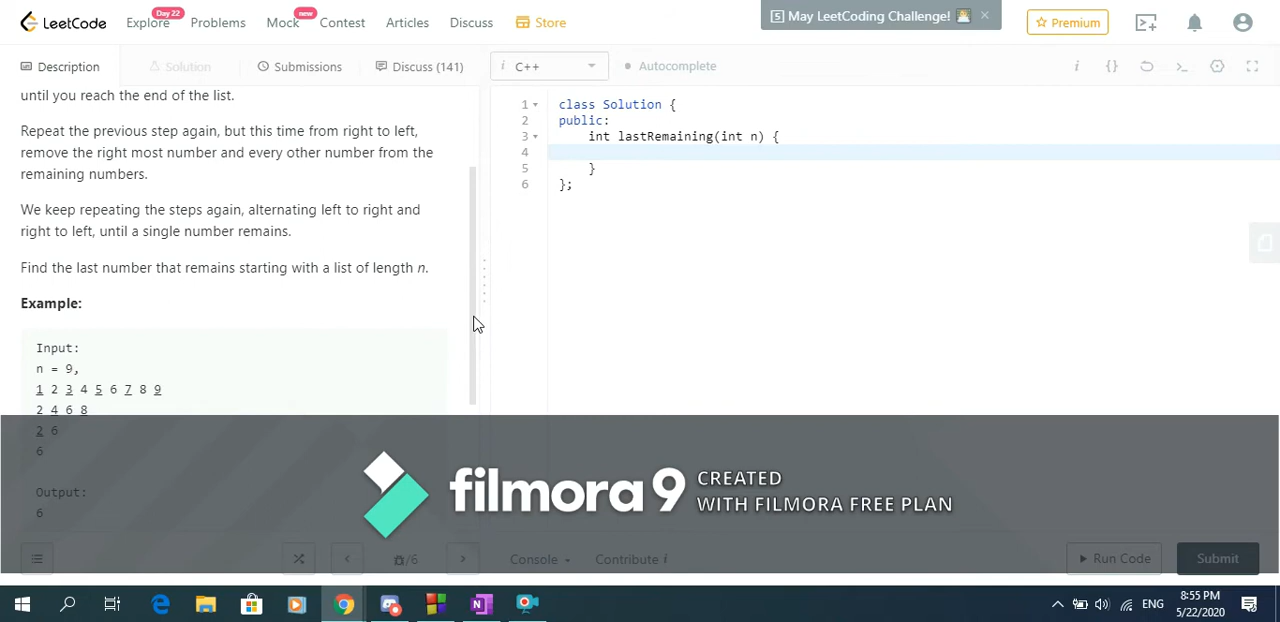 LeetCode
Explore
Day 22
Problems
Mock
new
Contest
Articles
Discuss
Store
[5] May LeetCoding Challenge!
Premium
Description
Solution
Submissions
Discuss (141)
i C++
Autocomplete
until you reach the end of the list.
Repeat the previous step again, but this time from right to left,
remove the right most number and every other number from the
remaining numbers.
We keep repeating the steps again, alternating left to right and
right to left, until a single number remains.
Find the last number that remains starting with a list of length n.
Example:
Input:
n = 9,
1 2 3 4 5 6 7 8 9
2 4 6 8
2 6
6
Output:
6
1 class Solution {
2 public:
3 int lastRemaining(int n) {
4
5 }
6 };
filmora9
CREATED
WITH FILMORA FREE PLAN
/6
Console
Contribute i
Run Code
Submit
ENG
8:55 PM
5/22/2020